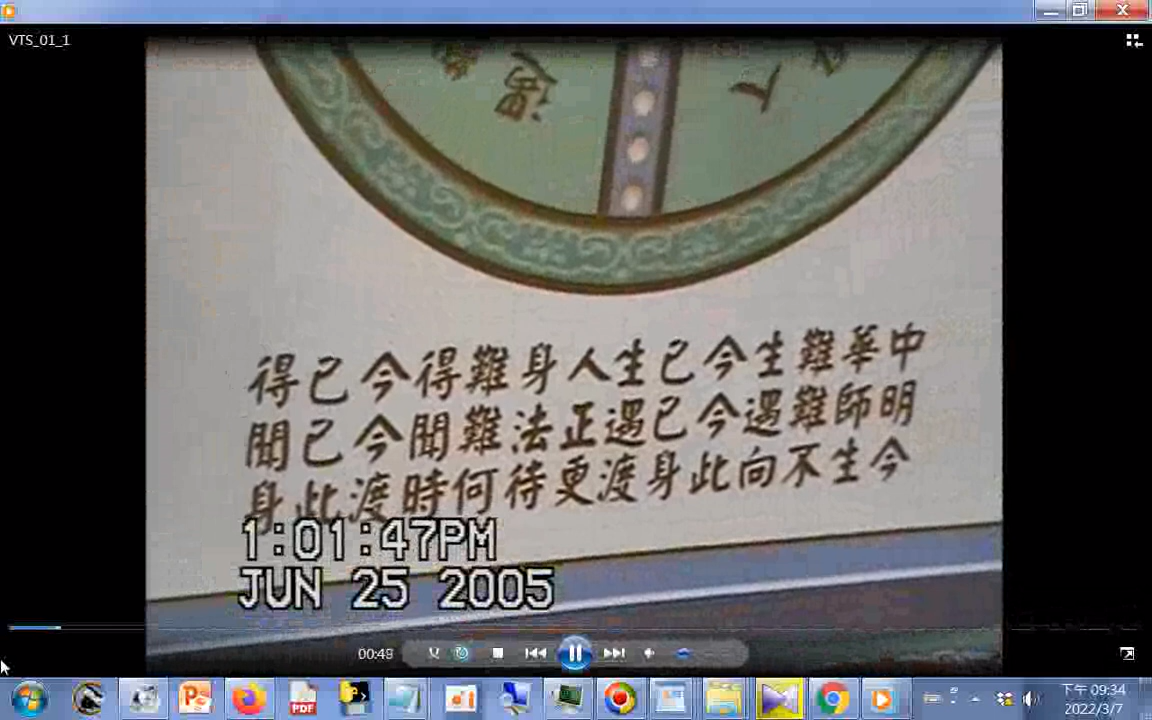 VTS_01_1
中華難生今已生人身難得今已得
明師難遇今已遇正法難聞今已聞
今生不向此身渡更待何時渡此身
1:01:47PM
JUN 25 2005
00:49
PDF
下午 09:34
2022/3/7